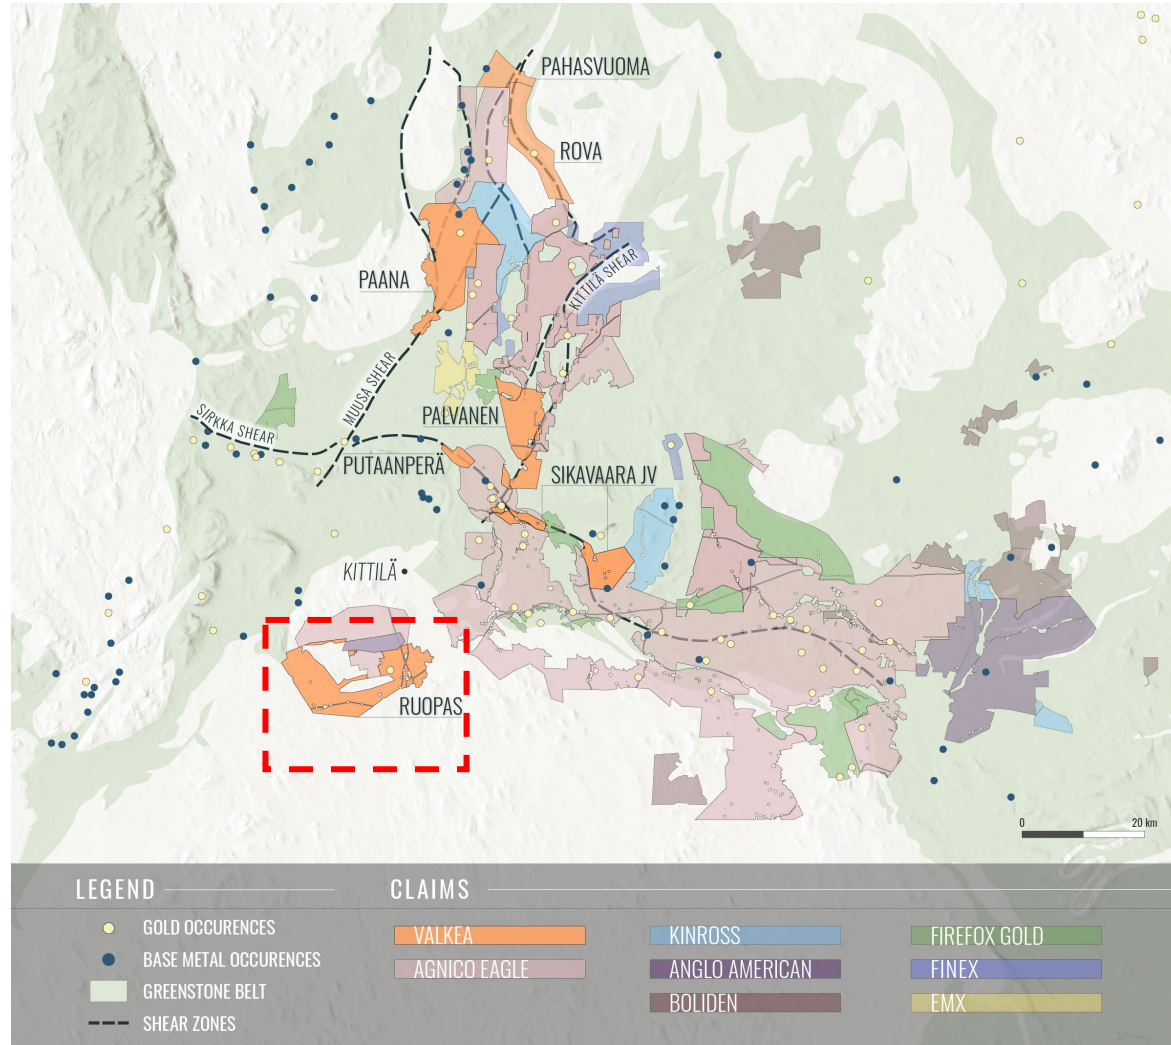 PAHASVUOMA
ROVA
KITTILÄ SHEAR
PAANA
MUUSA SHEAR
SIRKKA SHEAR
PALVANEN
PUTAANPERÄ
SIKAVAARA JV
KITTILÄ
RUOPAS
0 20 km
LEGEND
GOLD OCCURENCES
BASE METAL OCCURENCES
GREENSTONE BELT
SHEAR ZONES
CLAIMS
VALKEA
AGNICO EAGLE
KINROSS
ANGLO AMERICAN
BOLIDEN
FIREFOX GOLD
FINEX
EMX